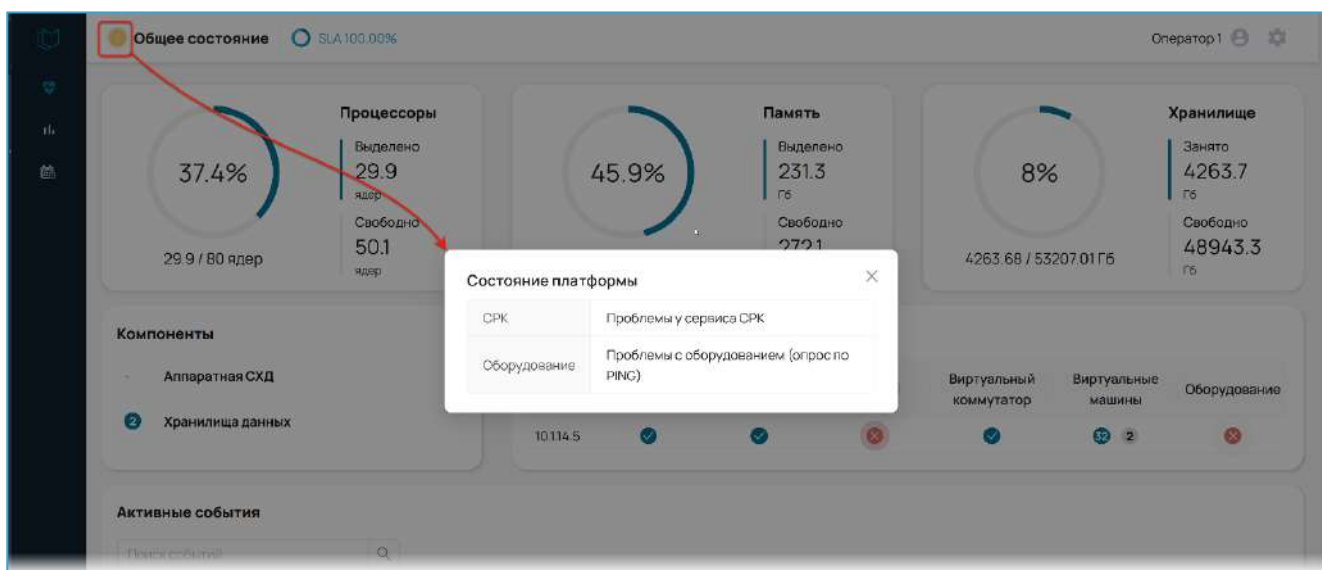 Общее состояние
SLA 100.00%
Оператор 1
Процессоры
37.4%
Выделено
29.9
ядер
Свободно
50.1
ядер
29.9 / 80 ядер
Память
45.9%
Выделено
231.3
Гб
Свободно
272.1
Хранилище
8%
Занято
4263.7
Гб
Свободно
48943.3
Гб
4263.68 / 53207.01 Гб
Состояние платформы
СРК
Проблемы у сервиса СРК
Оборудование
Проблемы с оборудованием (опрос по
PING)
Компоненты
Аппаратная СХД
2 Хранилища данных
Виртуальный
коммутатор
Виртуальные
машины
Оборудование
10.1.14.5
32 2
Активные события
Поиск событий